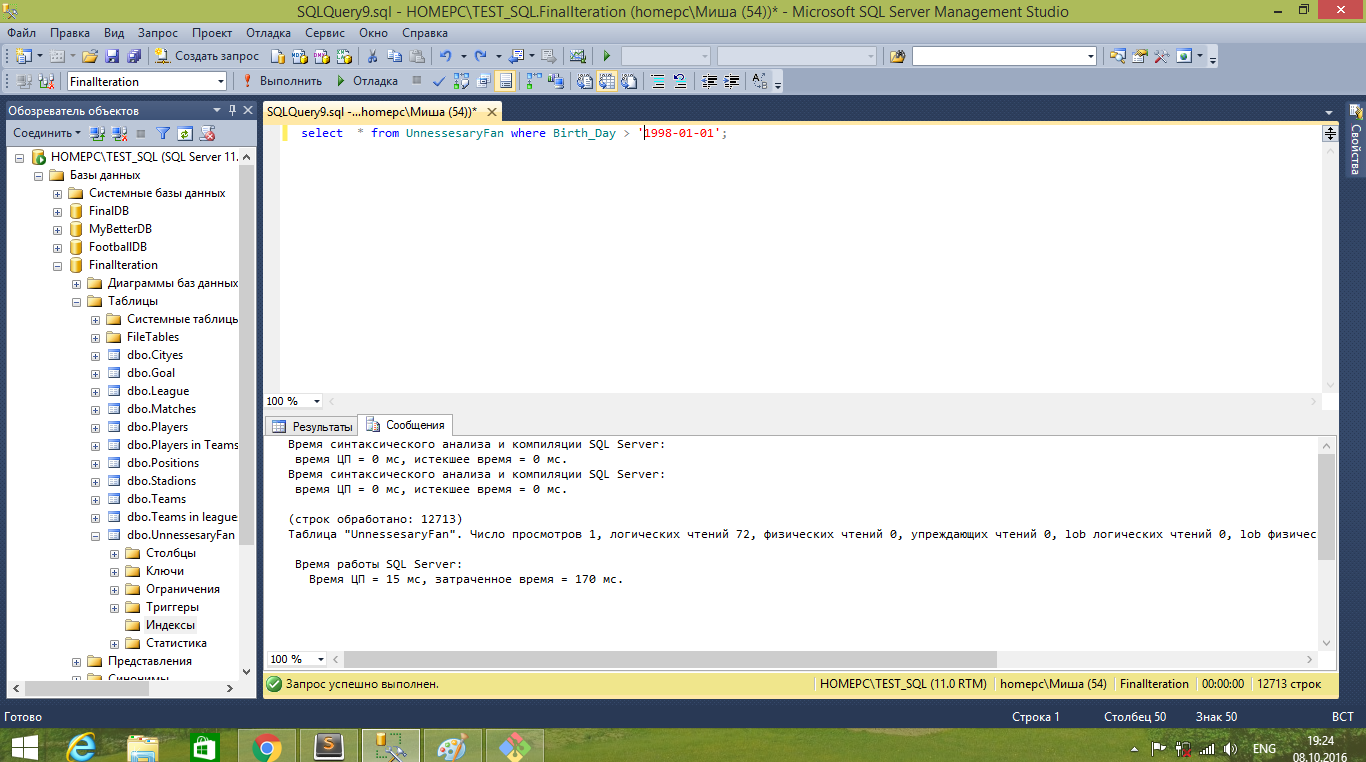 SQLQuery9.sql - HOMEPC\TEST_SQL.FinalIteration (homepc\Миша (54))* - Microsoft SQL Server Management Studio
Файл Правка Вид Запрос Проект Отладка Сервис Окно Справка
Создать запрос
FinalIteration Выполнить Отладка
Обозреватель объектов
Соединить
HOMEPC\TEST_SQL (SQL Server 11.
Базы данных
Системные базы данных
FinalDB
MyBetterDB
FootballDB
FinalIteration
Диаграммы баз данных
Таблицы
Системные таблицы
FileTables
dbo.Cityes
dbo.Goal
dbo.League
dbo.Matches
dbo.Players
dbo.Players in Teams
dbo.Positions
dbo.Stadions
dbo.Teams
dbo.Teams in league
dbo.UnnessesaryFan
Столбцы
Ключи
Ограничения
Триггеры
Индексы
Статистика
Представления
Синонимы
SQLQuery9.sql -...homepc\Миша (54))*
select * from UnnessesaryFan where Birth_Day > '1998-01-01';
100 %
Результаты Сообщения
Время синтаксического анализа и компиляции SQL Server:
время ЦП = 0 мс, истекшее время = 0 мс.
Время синтаксического анализа и компиляции SQL Server:
время ЦП = 0 мс, истекшее время = 0 мс.
(строк обработано: 12713)
Таблица "UnnessesaryFan". Число просмотров 1, логических чтений 72, физических чтений 0, упреждающих чтений 0, lob логических чтений 0, lob физичес
Время работы SQL Server:
Время ЦП = 15 мс, затраченное время = 170 мс.
100 %
Запрос успешно выполнен. HOMEPC\TEST_SQL (11.0 RTM) homepc\Миша (54) FinalIteration 00:00:00 12713 строк
Свойства
Готово Строка 1 Столбец 50 Знак 50 ВСТ
ENG
19:24
08.10.2016